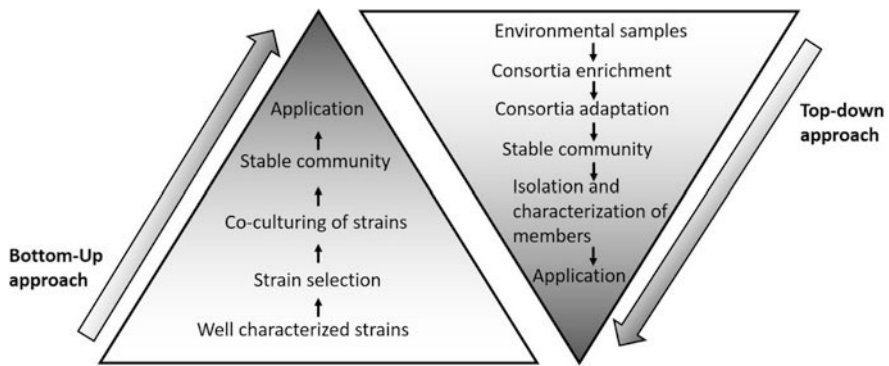 Bottom-Up
approach
Application
Stable community
Co-culturing of strains
Strain selection
Well characterized strains
Environmental samples
Consortia enrichment
Consortia adaptation
Stable community
Isolation and
characterization of
members
Application
Top-down
approach